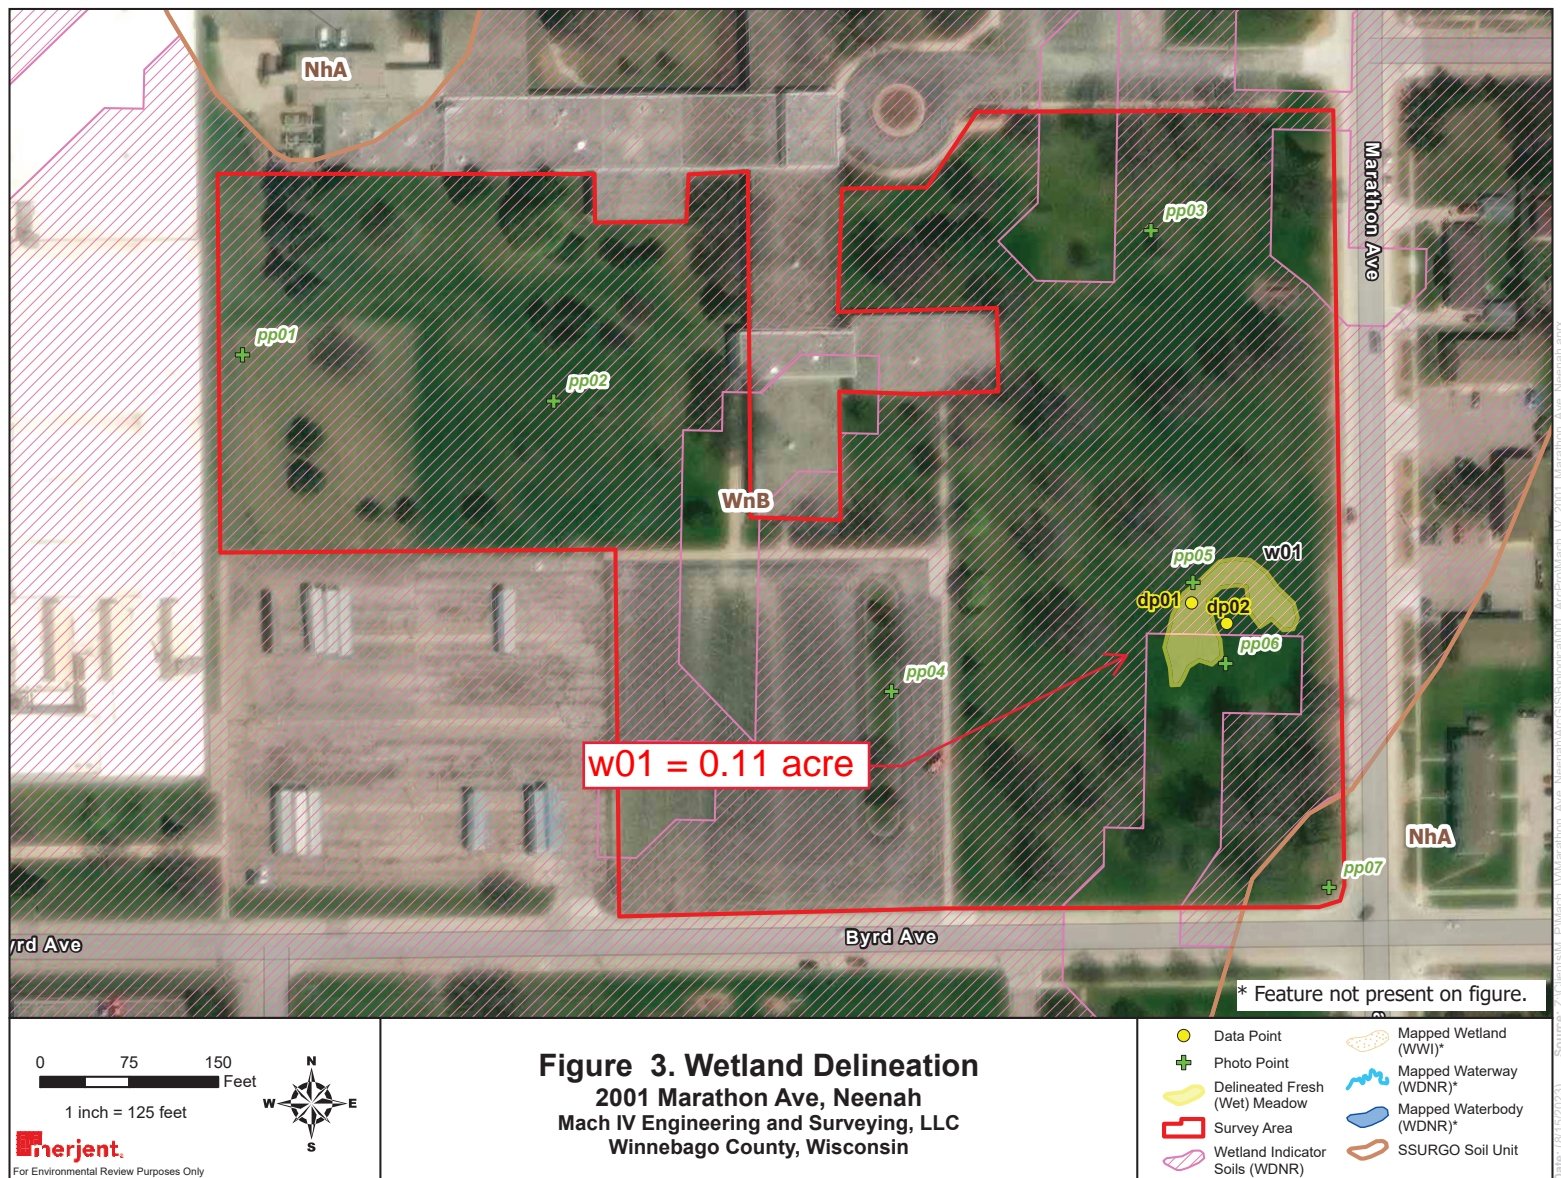 NhA
Marathon Ave
pp03
pp01
pp02
WnB
pp05
w01
dp01
dp02
pp06
pp04
w01 = 0.11 acre
NhA
pp07
yrd Ave
Byrd Ave
* Feature not present on figure.
0 75 150
Feet
1 inch = 125 feet
N
W E
S
merjent.
For Environmental Review Purposes Only
Figure 3. Wetland Delineation
2001 Marathon Ave, Neenah
Mach IV Engineering and Surveying, LLC
Winnebago County, Wisconsin
Data Point
Photo Point
Delineated Fresh
(Wet) Meadow
Survey Area
Wetland Indicator
Soils (WDNR)
Mapped Wetland
(WWI)*
Mapped Waterway
(WDNR)*
Mapped Waterbody
(WDNR)*
SSURGO Soil Unit